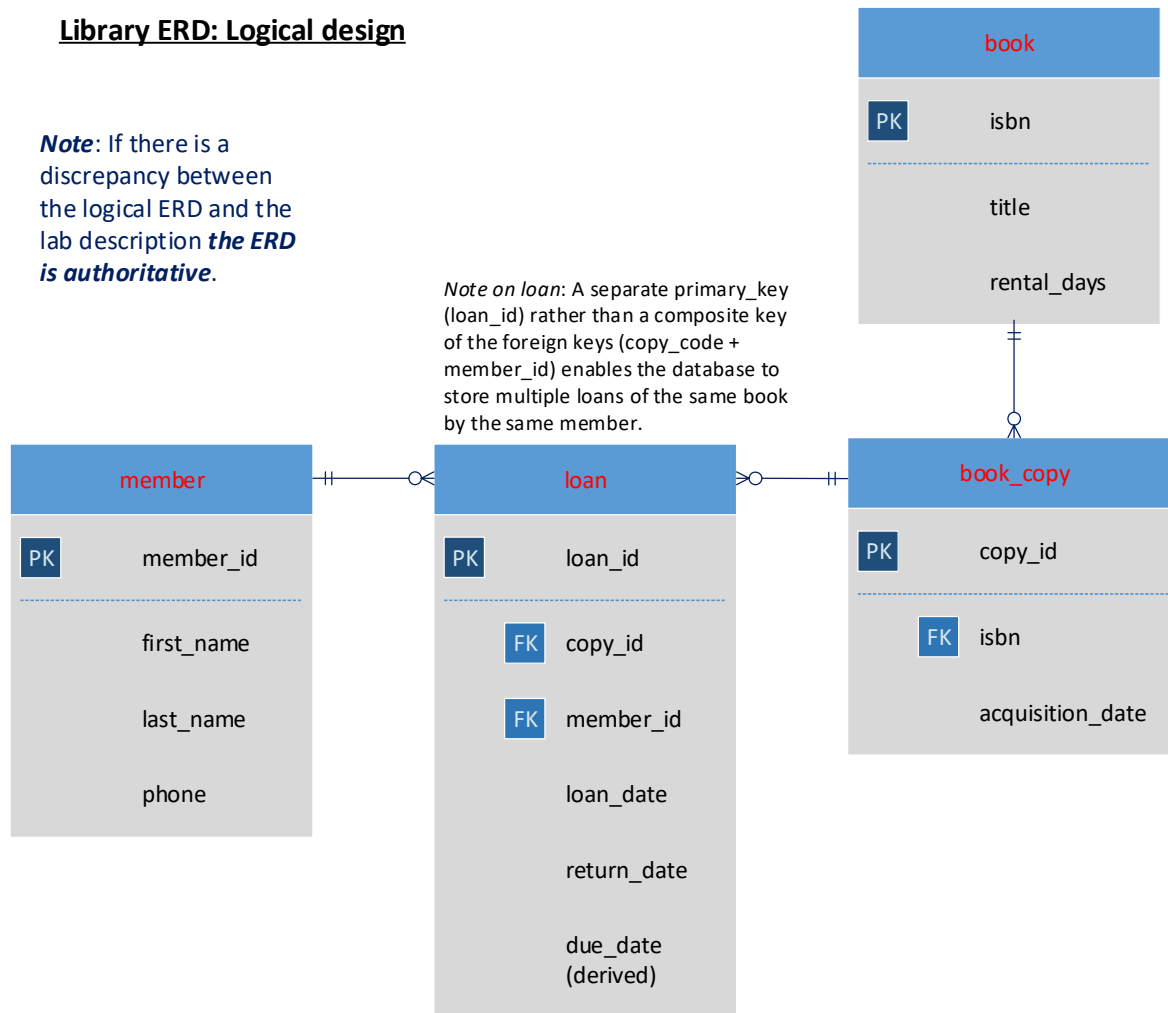 Library ERD: Logical design
Note: If there is a
discrepancy between
the logical ERD and the
lab description the ERD
is authoritative.
book
PK isbn
title
rental_days
Note on loan: A separate primary_key
(loan_id) rather than a composite key
of the foreign keys (copy_code +
member_id) enables the database to
store multiple loans of the same book
by the same member.
member
PK member_id
first_name
last_name
phone
loan
PK loan_id
FK copy_id
FK member_id
loan_date
return_date
due_date
(derived)
book_copy
PK copy_id
FK isbn
acquisition_date